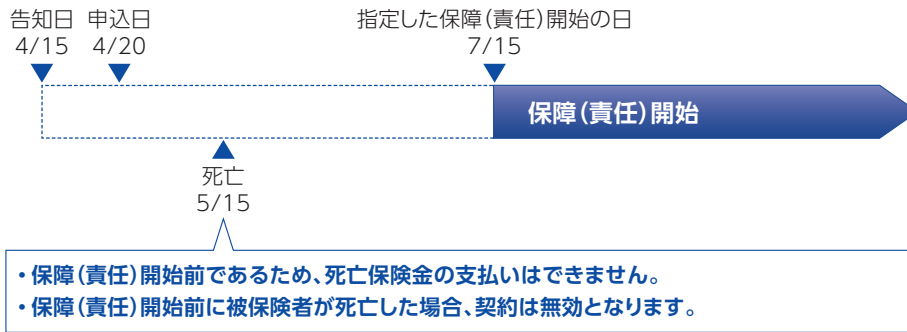 告知日 申込日 指定した保障(責任)開始の日
4/15 4/20 7/15
保障(責任)開始
死亡
5/15
・保障(責任)開始前であるため、死亡保険金の支払いはできません。
・保障(責任)開始前に被保険者が死亡した場合、契約は無効となります。